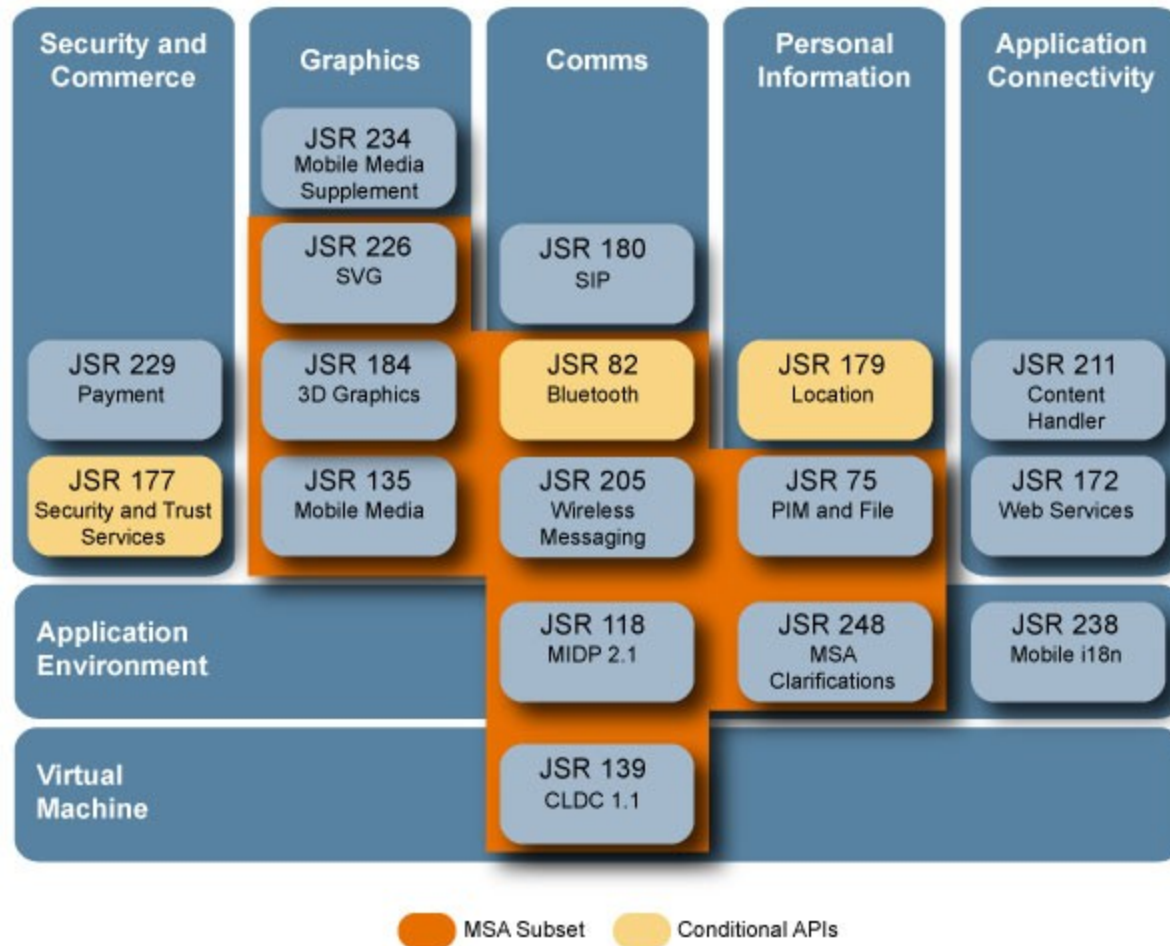 Security and
Commerce
Graphics
Comms
Personal
Information
Application
Connectivity
JSR 234
Mobile Media
Supplement
JSR 226
SVG
JSR 180
SIP
JSR 229
Payment
JSR 184
3D Graphics
JSR 82
Bluetooth
JSR 179
Location
JSR 211
Content
Handler
JSR 177
Security and Trust
Services
JSR 135
Mobile Media
JSR 205
Wireless
Messaging
JSR 75
PIM and File
JSR 172
Web Services
Application
Environment
JSR 118
MIDP 2.1
JSR 248
MSA
Clarifications
JSR 238
Mobile i18n
Virtual
Machine
JSR 139
CLDC 1.1
MSA Subset
Conditional APIs